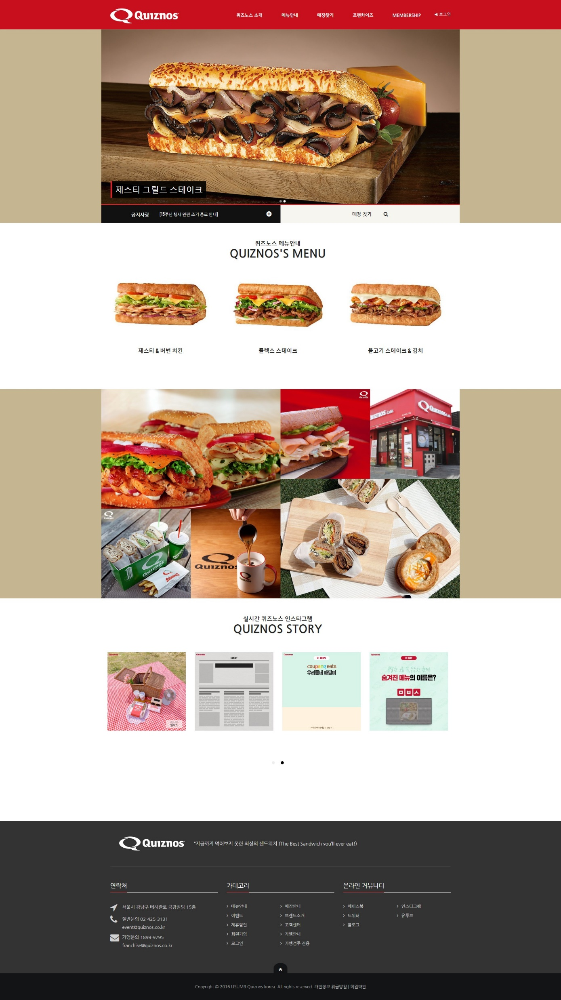 Quiznos
퀴즈노스 소개
메뉴안내
매장찾기
프랜차이즈
MEMBERSHIP
로그인
제스티 그릴드 스테이크
공지사항
[15주년 행사 완판 조기 종료 안내]
매장 찾기
퀴즈노스 메뉴안내
QUIZNOS'S MENU
제스티 & 버번 치킨
플렉스 스테이크
불고기 스테이크 & 김치
Quiznos
Quiznos Café
Quiznos
Quiznos
SAMMIES
Quiznos
Quiznos
실시간 퀴즈노스 인스타그램
QUIZNOS STORY
Quiznos
Quiznos
EVENT
Quiznos
Q-NEWS
coupang eats
우리동네 배달비
Quiznos
Q-DAY
숨겨진 메뉴의 이름은?
ㅁㅂㅅ
Quiznos
"지금까지 먹어보지 못한 최상의 샌드위치 (The Best Sandwich you'll ever eat!)
연락처
서울시 강남구 테헤란로 금강빌딩 15층
일반문의 02-425-3131
event@quiznos.co.kr
가맹문의 1899-9795
franchise@quiznos.co.kr
카테고리
메뉴안내
매장안내
이벤트
브랜드소개
제휴할인
고객센터
회원가입
가맹안내
로그인
가맹점주 전용
온라인 커뮤니티
페이스북
인스타그램
트위터
유투브
블로그
Copyright © 2016 USUMB Quiznos korea. All rights reserved. 개인정보 취급방침 | 회원약관